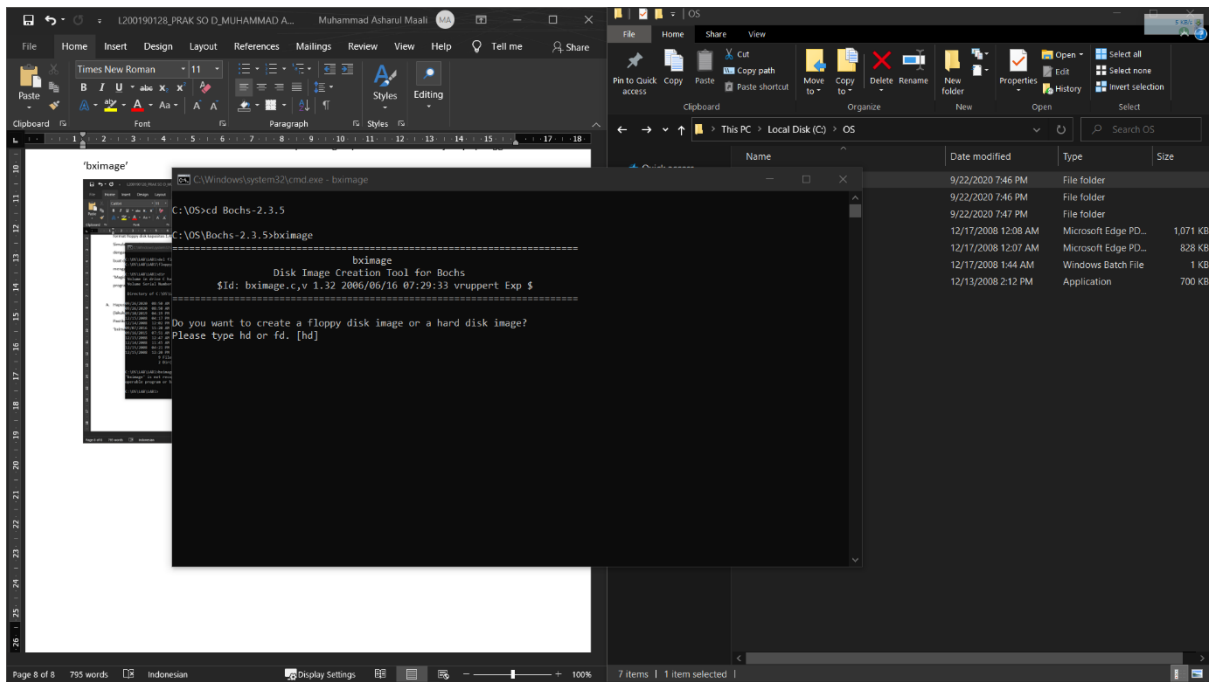 L200190128_PRAK SO D_MUHAMMAD A...
Muhammad Asharul Maali
MA
File Home Insert Design Layout References Mailings Review View Help Tell me Share
Paste
Times New Roman 11
Styles
Editing
Clipboard Font Paragraph Styles
'bximage'
C:\Windows\system32\cmd.exe - bximage
C:\OS>cd Bochs-2.3.5
C:\OS\Bochs-2.3.5>bximage
========================================================================
bximage
Disk Image Creation Tool for Bochs
$Id: bximage.c,v 1.32 2006/06/16 07:29:33 vruppert Exp $
========================================================================
Do you want to create a floppy disk image or a hard disk image?
Please type hd or fd. [hd]
Page 8 of 8 795 words Indonesian Display Settings 100%
OS
File Home Share View
Pin to Quick access
Copy
Paste
Cut
Copy path
Paste shortcut
Move to
Copy to
Delete
Rename
New folder
Properties
Open
Edit
History
Select all
Select none
Invert selection
Clipboard Organize New Open Select
This PC > Local Disk (C:) > OS
Search OS
Name Date modified Type Size
9/22/2020 7:46 PM File folder
9/22/2020 7:46 PM File folder
9/22/2020 7:47 PM File folder
12/17/2008 12:08 AM Microsoft Edge PD... 1,071 KB
12/17/2008 12:07 AM Microsoft Edge PD... 828 KB
12/17/2008 1:44 AM Windows Batch File 1 KB
12/13/2008 2:12 PM Application 700 KB
7 items 1 item selected